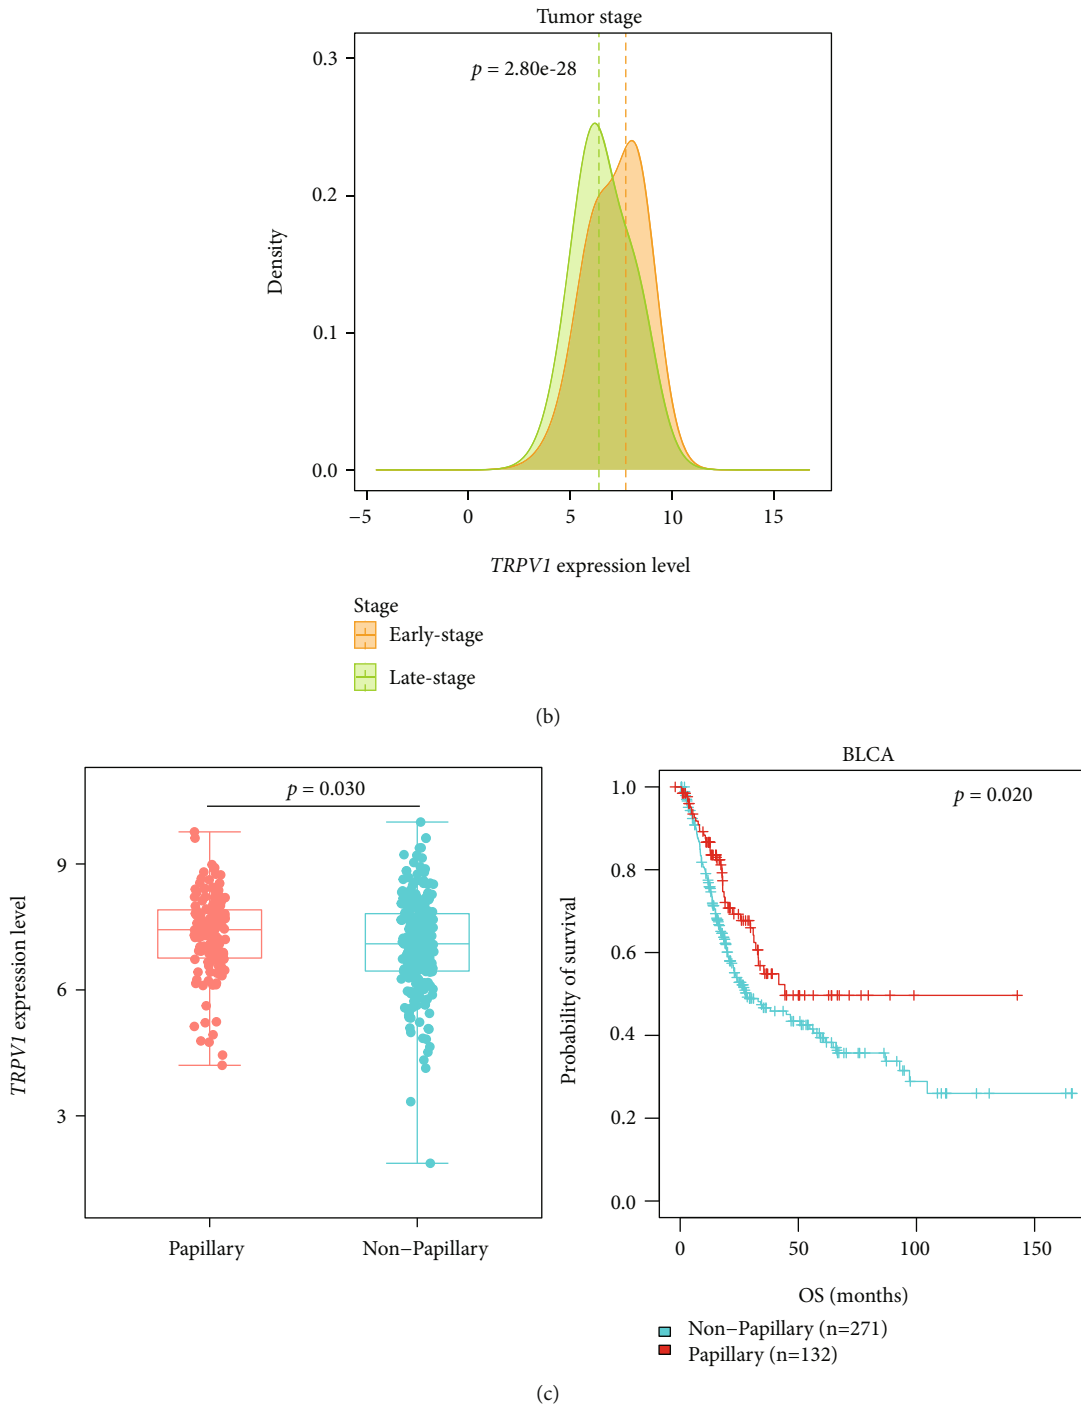 Tumor stage
p = 2.80e-28
0.3
0.2
0.1
0.0
Density
−5
0
5
10
15
TRPV1 expression level
Stage
Early-stage
Late-stage
(b)
p = 0.030
9
6
3
TRPV1 expression level
Papillary
Non−Papillary
BLCA
p = 0.020
1.0
0.8
0.6
0.4
0.2
0.0
Probability of survival
0
50
100
150
OS (months)
Non−Papillary (n=271)
Papillary (n=132)
(c)